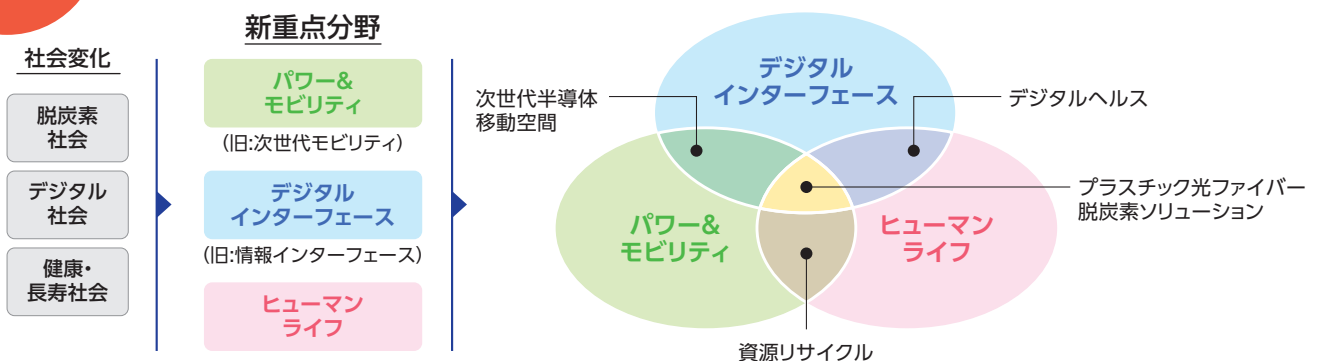 社会変化
脱炭素
社会
デジタル
社会
健康・
長寿社会
新重点分野
パワー&
モビリティ
(旧:次世代モビリティ)
デジタル
インターフェース
(旧:情報インターフェース)
ヒューマン
ライフ
デジタル
インターフェース
次世代半導体
移動空間
デジタルヘルス
パワー&
モビリティ
ヒューマン
ライフ
プラスチック光ファイバー
脱炭素ソリューション
資源リサイクル